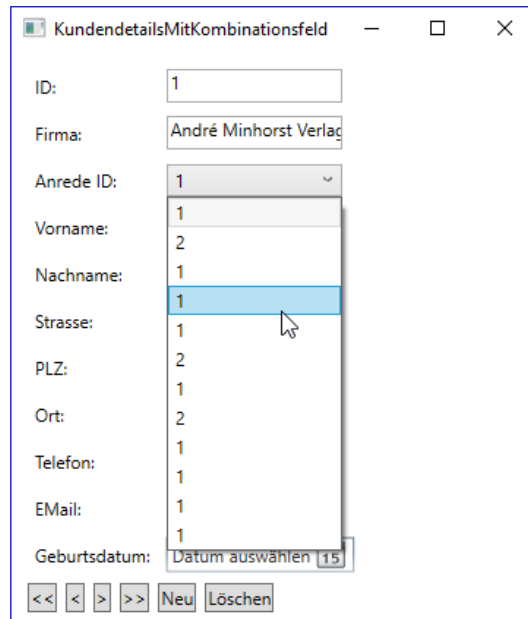 KundendetailsMitKombinationsfeld
ID: 1
Firma: André Minhorst Verlag
Anrede ID: 1
1
Vorname:
2
Nachname: 1
1
Strasse:
1
PLZ: 2
1
Ort: 2
1
Telefon:
1
EMail: 1
1
Geburtsdatum: Datum auswählen 15
<< < > >> Neu Löschen